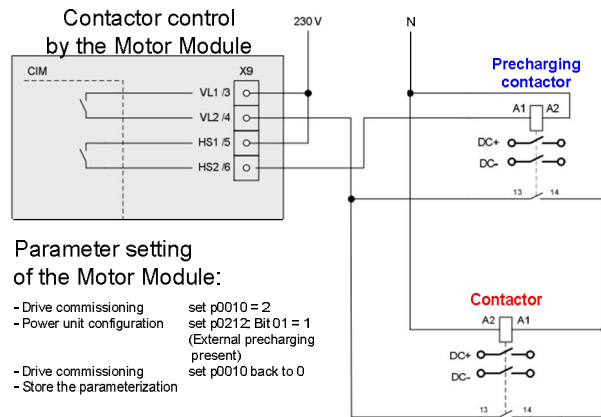 Contactor control
by the Motor Module
230 V
N
CIM
X9
VL1 /3
VL2 /4
HS1 /5
HS2 /6
Precharging
contactor
A1 A2
DC+
DC-
13 14
Parameter setting
of the Motor Module:
- Drive commissioning set p0010 = 2
- Power unit configuration set p0212: Bit 01 = 1
(External precharging
present)
- Drive commissioning set p0010 back to 0
- Store the parameterization
Contactor
A2 A1
DC+
DC-
13 14